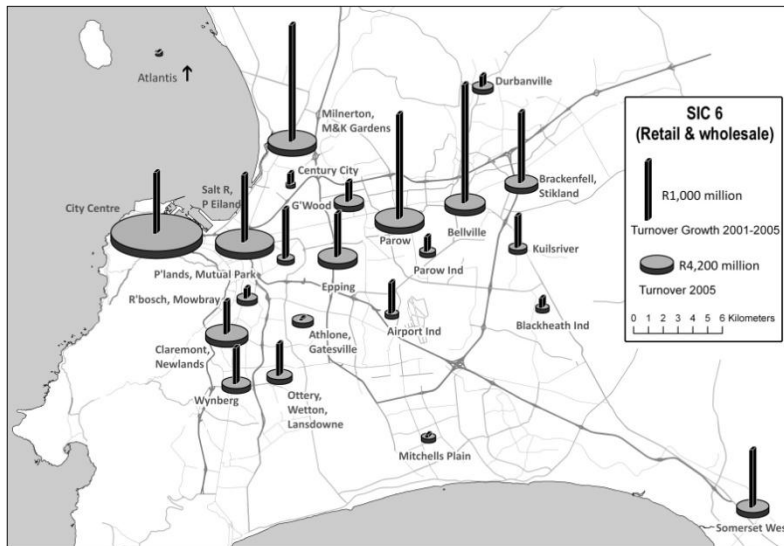 Atlantis
Durbanville
Milnerton,
M&K Gardens
SIC 6
(Retail & wholesale)
R1,000 million
Turnover Growth 2001-2005
R4,200 million
Turnover 2005
0 1 2 3 4 5 6 Kilometers
Century City
Salt R,
P Eiland
City Centre
G'Wood
Brackenfell,
Stikland
Parow
Bellville
Kuilsriver
P'lands, Mutual Park
Parow Ind
Epping
R'bosch, Mowbray
Airport Ind
Blackheath Ind
Athlone,
Gatesville
Claremont,
Newlands
Wynberg
Ottery,
Wetton,
Lansdowne
Mitchells Plain
Somerset West